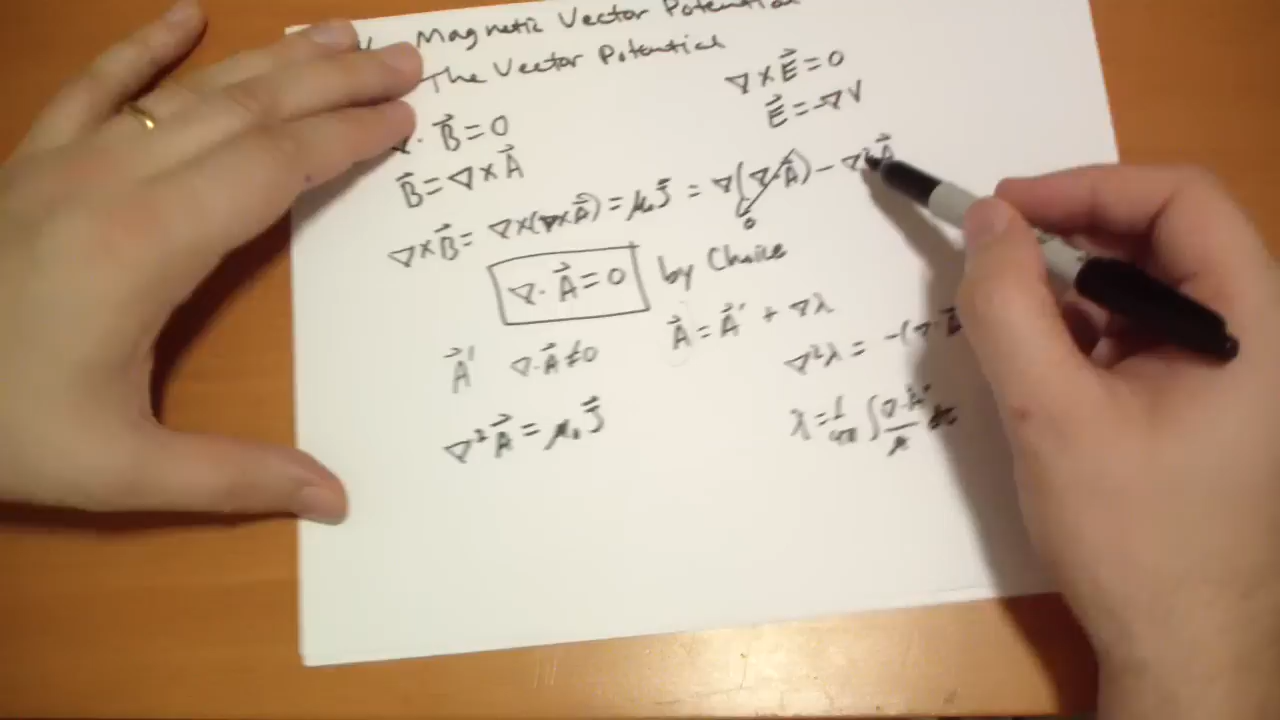 Magnetic Vector Potential
The Vector Potential
∇ × E⃗ = 0
E⃗ = -∇V
∇ · B⃗ = 0
B⃗ = ∇ × A⃗
∇ × B⃗ = ∇ × (∇ × A⃗) = μ₀J⃗ = ∇(∇ · A⃗) - ∇²A⃗
0
∇ · A⃗ = 0 by Choice
A⃗ = A⃗' + ∇λ
A⃗' ∇ · A⃗ ≠ 0
∇²λ = -(∇ · A⃗
∇²A⃗ = μ₀J⃗
λ = 1/4π ∫ ∇ · A⃗'/r dτ